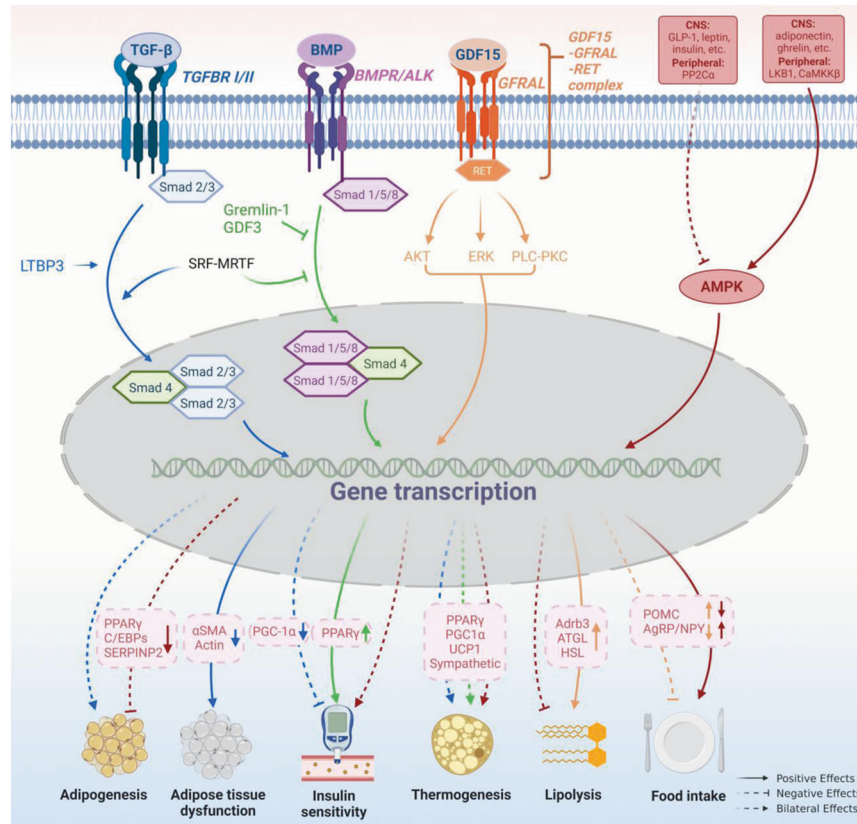 TGF-β
TGFBR I/II
BMP
BMPR/ALK
GDF15
GFRAL
GDF15
-GFRAL
-RET
complex
CNS:
GLP-1, leptin,
insulin, etc.
Peripheral:
PP2Cα
CNS:
adiponectin,
ghrelin, etc.
Peripheral:
LKB1, CaMKKβ
RET
Smad 2/3
Smad 1/5/8
Gremlin-1
GDF3
LTBP3
SRF-MRTF
AKT
ERK
PLC-PKC
AMPK
Smad 4
Smad 2/3
Smad 2/3
Smad 1/5/8
Smad 1/5/8
Smad 4
Gene transcription
PPARγ
C/EBPs
SERPINP2
αSMA
Actin
PGC-1α
PPARγ
PPARγ
PGC1α
UCP1
Sympathetic
Adrb3
ATGL
HSL
POMC
AgRP/NPY
Adipogenesis
Adipose tissue
dysfunction
Insulin
sensitivity
Thermogenesis
Lipolysis
Food intake
Positive Effects
Negative Effects
Bilateral Effects